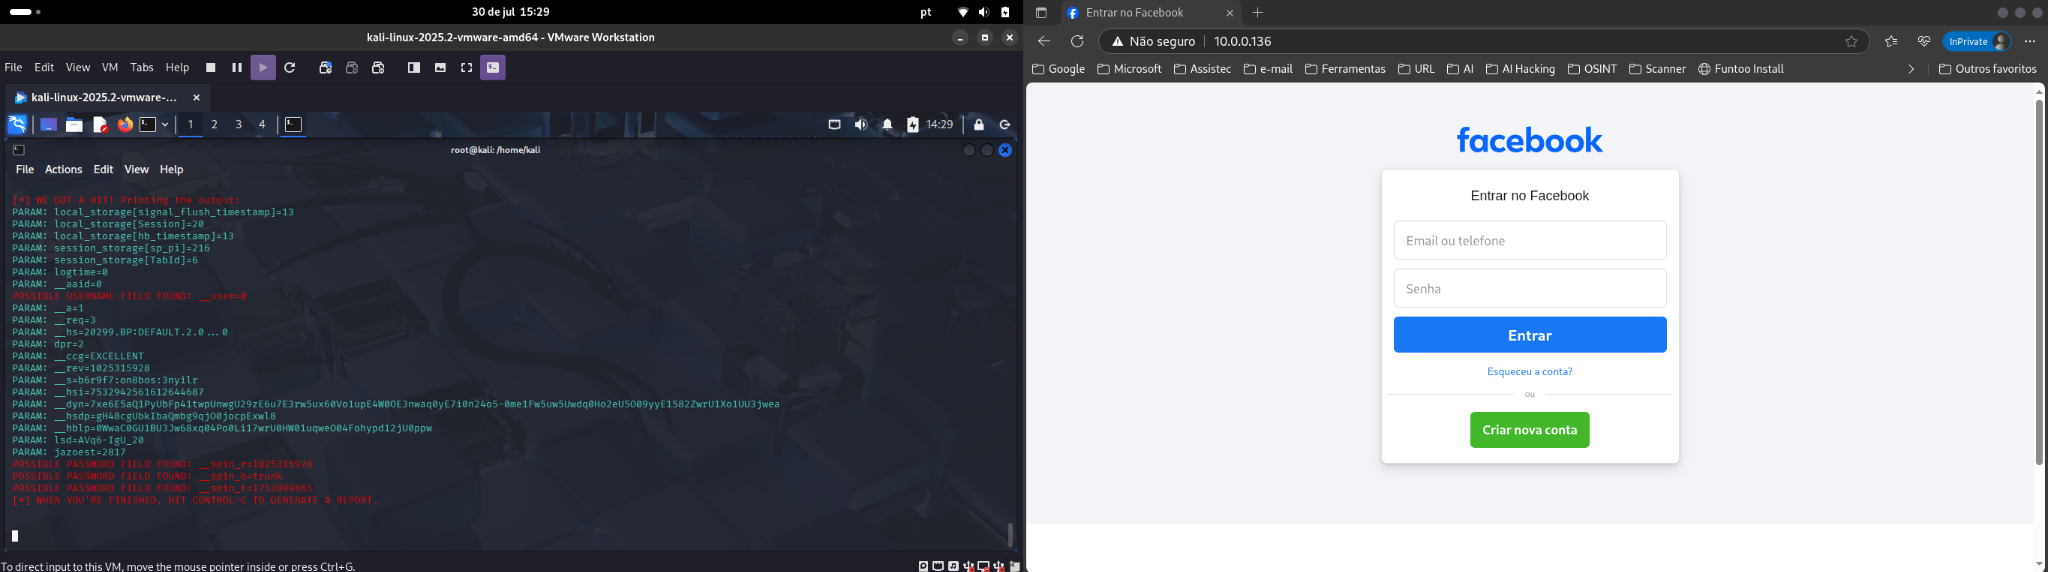 30 de jul 15:29
pt
kali-linux-2025.2-vmware-amd64 - VMware Workstation
File Edit View VM Tabs Help
kali-linux-2025.2-vmware-...
1 2 3 4
14:29
root@kali: /home/kali
File Actions Edit View Help
[*] WE GOT A HIT! Printing the output:
PARAM: local_storage[signal_flush_timestamp]=13
PARAM: local_storage[Session]=20
PARAM: local_storage[hb_timestamp]=13
PARAM: session_storage[sp_pi]=216
PARAM: session_storage[TabId]=6
PARAM: logtime=0
PARAM: __aaid=0
POSSIBLE USERNAME FIELD FOUND: __user=0
PARAM: __a=1
PARAM: __req=3
PARAM: __hs=20299.BP:DEFAULT.2.0...0
PARAM: dpr=2
PARAM: __ccg=EXCELLENT
PARAM: __rev=1025315928
PARAM: __s=b6r9f7:on8bos:3nyilr
PARAM: __hsi=7532942561612644687
PARAM: __dyn=7xe6E5aQ1PyUbFp41twpUnwgU29zE6u7E3rw5ux60Vo1upE4W0OE3nwaq0yE7i0n24o5-0me1Fw5uw5Uwdq0Ho2eU5O09yyE1582ZwrU1Xo1UU3jwea
PARAM: __hsdp=gH48cgUbkIbaQmbg9qjO0jocpExwl8
PARAM: __hblp=0WwaC0GU1BU3Jw68xq04Po0Li17wrU0HW01uqweO04Fohypd12jU0ppw
PARAM: lsd=AVq6-IgU_20
PARAM: jazoest=2817
POSSIBLE PASSWORD FIELD FOUND: __spin_r=1025315928
POSSIBLE PASSWORD FIELD FOUND: __spin_b=trunk
POSSIBLE PASSWORD FIELD FOUND: __spin_t=1753899865
[*] WHEN YOU'RE FINISHED, HIT CONTROL-C TO GENERATE A REPORT.
To direct input to this VM, move the mouse pointer inside or press Ctrl+G.
Entrar no Facebook
Não seguro 10.0.0.136
InPrivate
Google Microsoft Assistec e-mail Ferramentas URL AI AI Hacking OSINT Scanner Funtoo Install Outros favoritos
facebook
Entrar no Facebook
Email ou telefone
Senha
Entrar
Esqueceu a conta?
ou
Criar nova conta